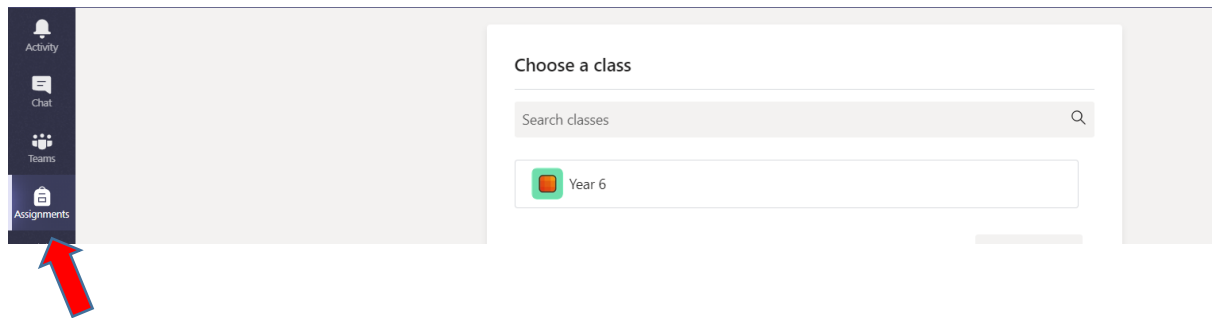 Activity
Chat
Teams
Assignments
Choose a class
Search classes
Year 6